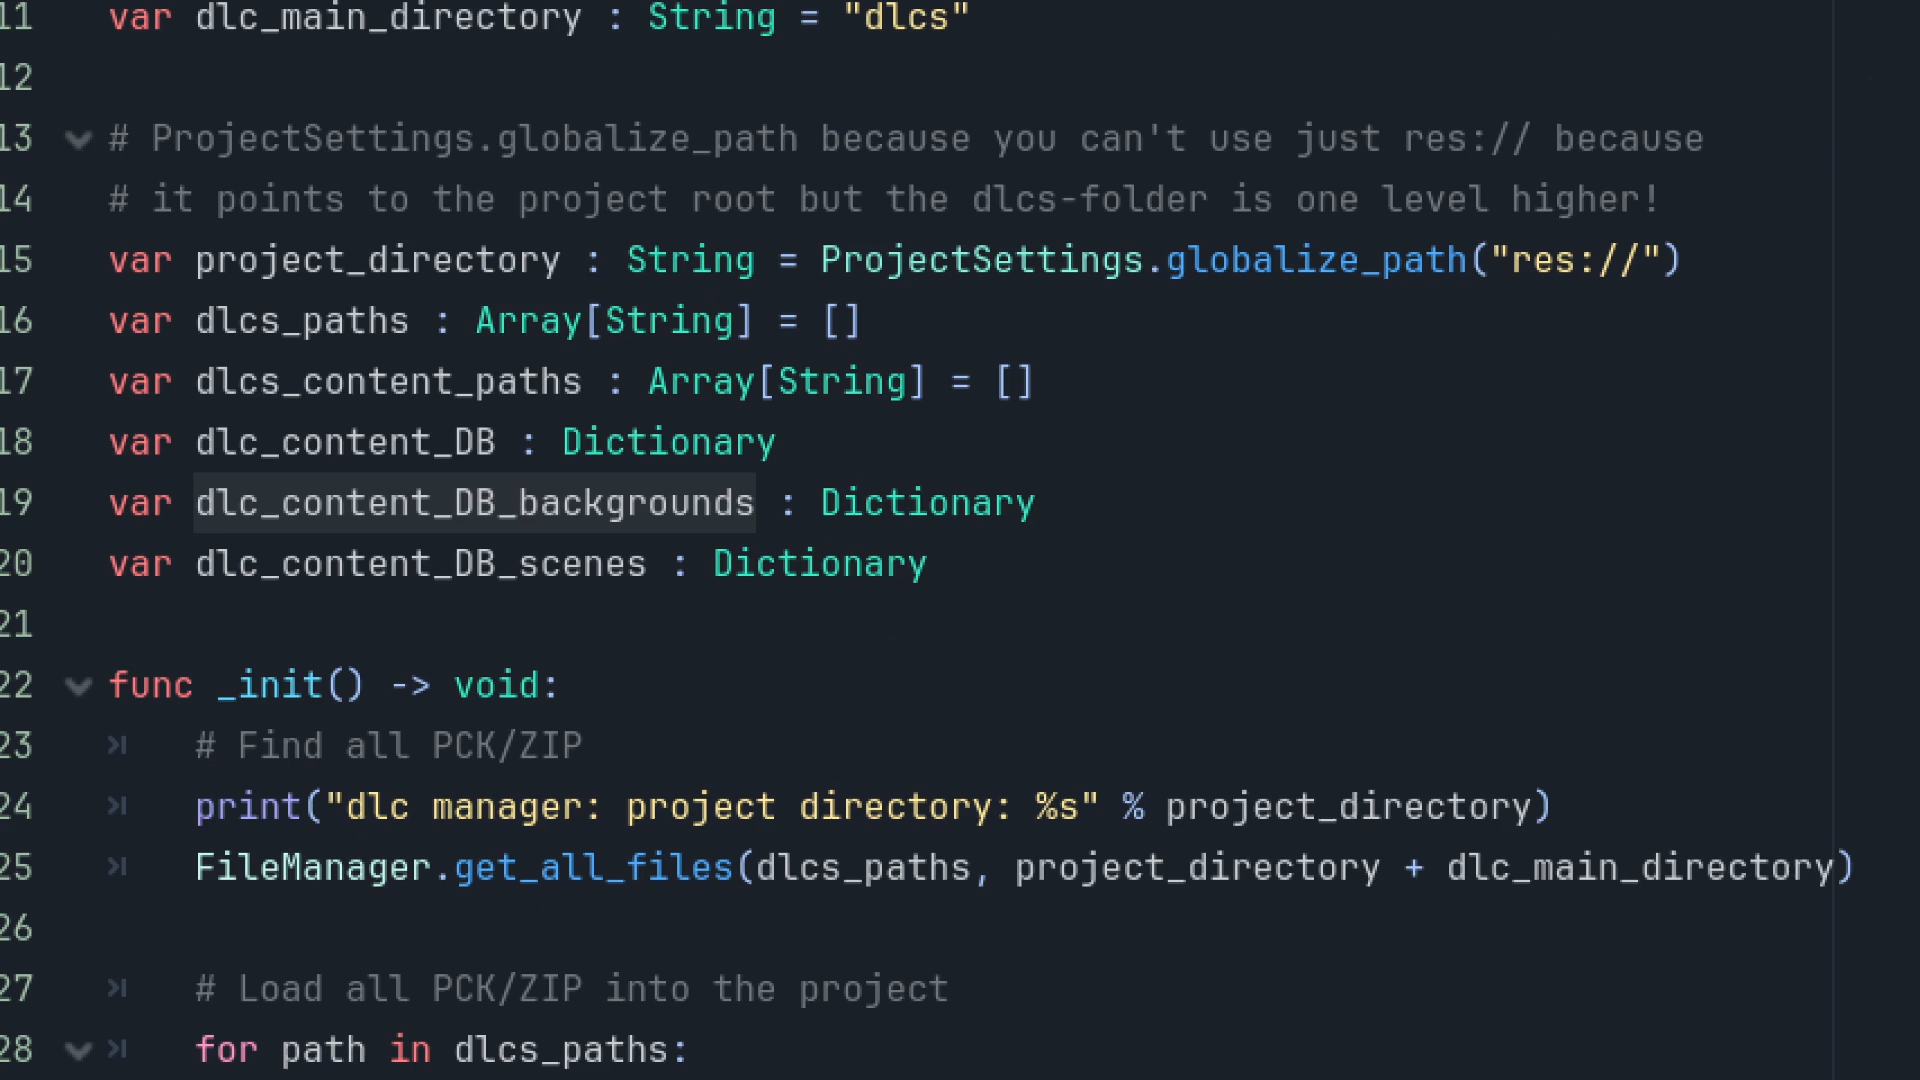 11 var dlc_main_directory : String = "dlcs"
12
13 # ProjectSettings.globalize_path because you can't use just res:// because
14 # it points to the project root but the dlcs-folder is one level higher!
15 var project_directory : String = ProjectSettings.globalize_path("res://")
16 var dlcs_paths : Array[String] = []
17 var dlcs_content_paths : Array[String] = []
18 var dlc_content_DB : Dictionary
19 var dlc_content_DB_backgrounds : Dictionary
20 var dlc_content_DB_scenes : Dictionary
21
22 func _init() -> void:
23 # Find all PCK/ZIP
24 print("dlc manager: project directory: %s" % project_directory)
25 FileManager.get_all_files(dlcs_paths, project_directory + dlc_main_directory)
26
27 # Load all PCK/ZIP into the project
28 for path in dlcs_paths: